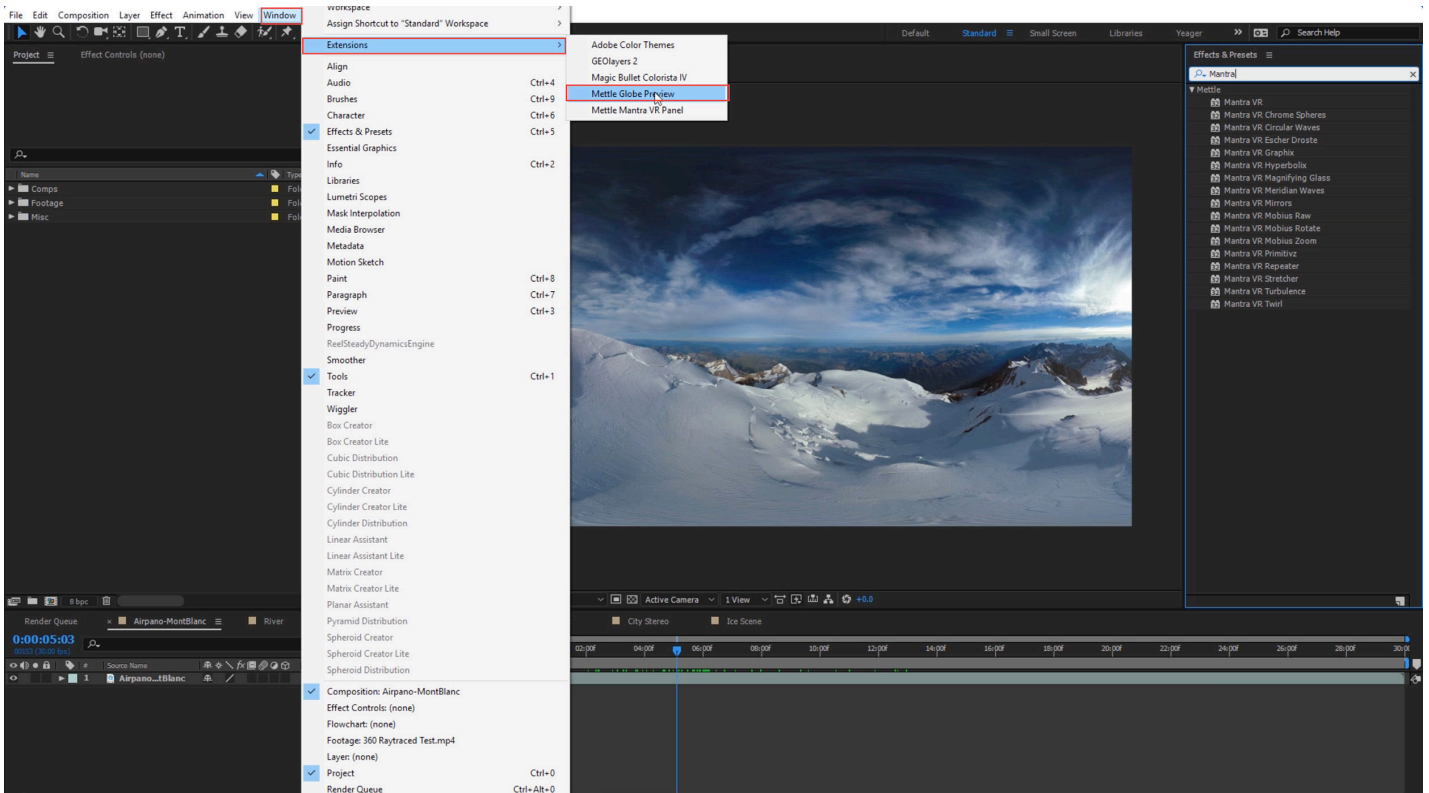 File Edit Composition Layer Effect Animation View Window
Default Standard Small Screen Libraries Yeager Search Help
Project Effect Controls (none)
Name Type
Comps
Footage
Misc
8 bpc
Workspace
Assign Shortcut to "Standard" Workspace
Extensions
Align
Audio Ctrl+4
Brushes Ctrl+9
Character Ctrl+6
Effects & Presets Ctrl+5
Essential Graphics
Info Ctrl+2
Libraries
Lumetri Scopes
Mask Interpolation
Media Browser
Metadata
Motion Sketch
Paint Ctrl+8
Paragraph Ctrl+7
Preview Ctrl+3
Progress
ReelSteadyDynamicsEngine
Smoother
Tools Ctrl+1
Tracker
Wiggler
Box Creator
Box Creator Lite
Cubic Distribution
Cubic Distribution Lite
Cylinder Creator
Cylinder Creator Lite
Cylinder Distribution
Linear Assistant
Linear Assistant Lite
Matrix Creator
Matrix Creator Lite
Planar Assistant
Pyramid Distribution
Spheroid Creator
Spheroid Creator Lite
Spheroid Distribution
Composition: Airpano-MontBlanc
Effect Controls: (none)
Flowchart: (none)
Footage: 360 Raytraced Test.mp4
Layer: (none)
Project Ctrl+0
Render Queue Ctrl+Alt+0
Adobe Color Themes
GEOlayers 2
Magic Bullet Colorista IV
Mettle Globe Preview
Mettle Mantra VR Panel
Effects & Presets
Mantra
Mettle
Mantra VR
Mantra VR Chrome Spheres
Mantra VR Circular Waves
Mantra VR Escher Droste
Mantra VR Graphix
Mantra VR Hyperbolix
Mantra VR Magnifying Glass
Mantra VR Meridian Waves
Mantra VR Mirrors
Mantra VR Mobius Raw
Mantra VR Mobius Rotate
Mantra VR Mobius Zoom
Mantra VR Primitivz
Mantra VR Repeater
Mantra VR Stretcher
Mantra VR Turbulence
Mantra VR Twirl
Active Camera 1 View +0.0
Render Queue Airpano-MontBlanc River City Stereo Ice Scene
0:00:05:03
00153 (30.00 fps)
# Source Name
1 Airpano...tBlanc
02:00f 04:00f 06:00f 08:00f 10:00f 12:00f 14:00f 16:00f 18:00f 20:00f 22:00f 24:00f 26:00f 28:00f